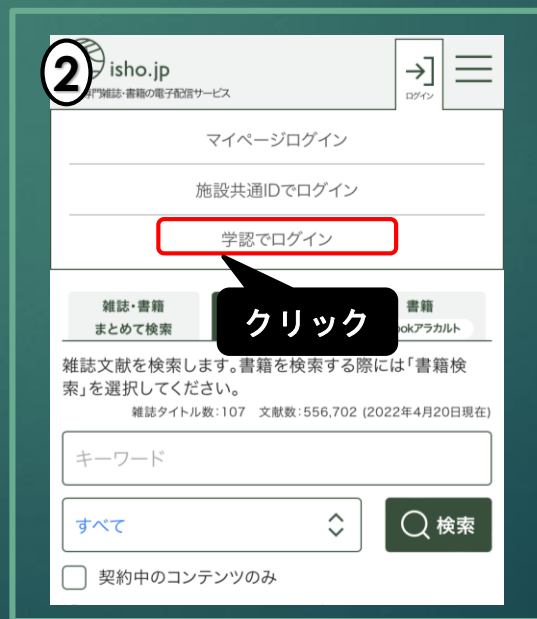 2
isho.jp
専門雑誌・書籍の電子配信サービス
ログイン
マイページログイン
施設共通IDでログイン
学認でログイン
クリック
雑誌・書籍
まとめて検索
書籍
ookアラカルト
雑誌文献を検索します。書籍を検索する際には「書籍検
索」を選択してください。
雑誌タイトル数:107 文献数:556,702 (2022年4月20日現在)
キーワード
すべて
検索
契約中のコンテンツのみ